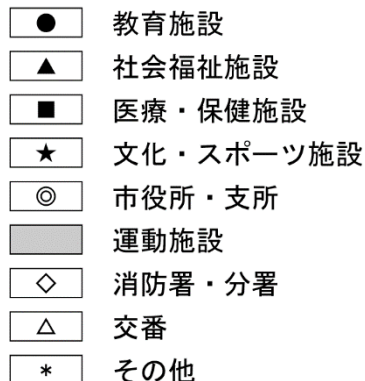 教育施設
社会福祉施設
医療・保健施設
文化・スポーツ施設
市役所・支所
運動施設
消防署・分署
交番
その他